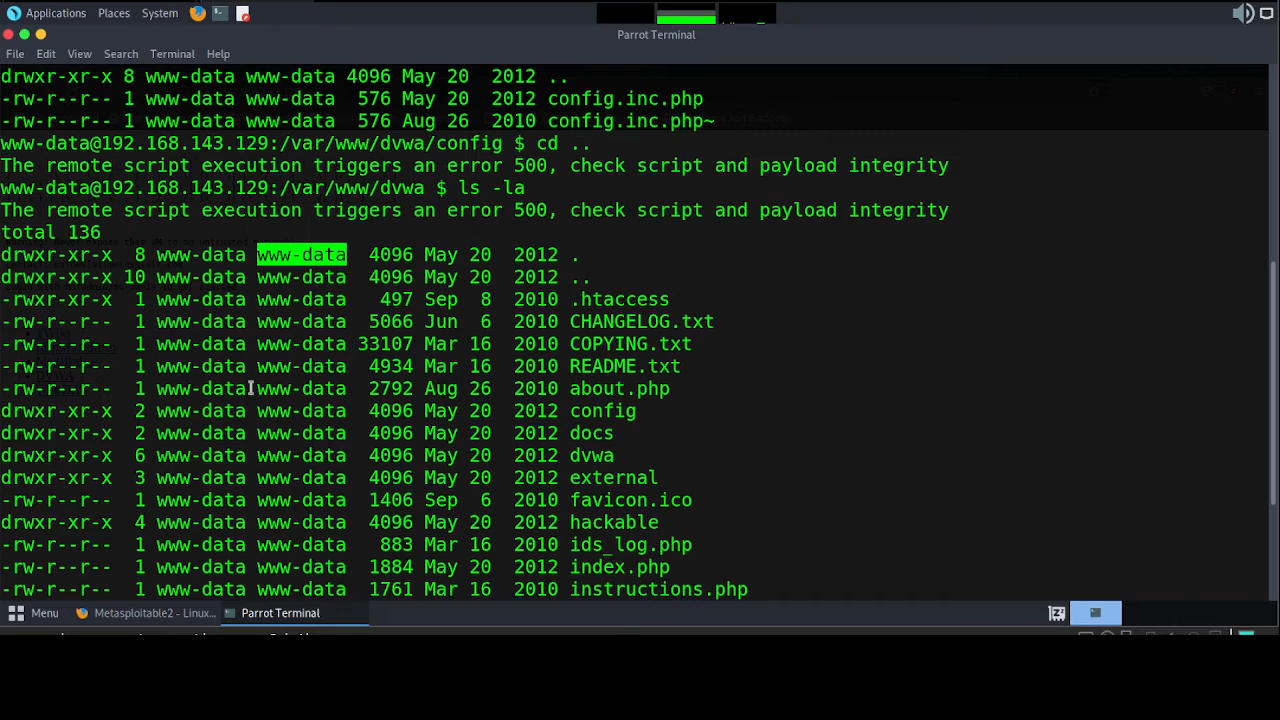 Applications Places System
Parrot Terminal
File Edit View Search Terminal Help
drwxr-xr-x 8 www-data www-data 4096 May 20 2012 ..
-rw-r--r-- 1 www-data www-data 576 May 20 2012 config.inc.php
-rw-r--r-- 1 www-data www-data 576 Aug 26 2010 config.inc.php~
www-data@192.168.143.129:/var/www/dvwa/config $ cd ..
The remote script execution triggers an error 500, check script and payload integrity
www-data@192.168.143.129:/var/www/dvwa $ ls -la
The remote script execution triggers an error 500, check script and payload integrity
total 136
drwxr-xr-x 8 www-data www-data 4096 May 20 2012 .
drwxr-xr-x 10 www-data www-data 4096 May 20 2012 ..
-rwxr-xr-x 1 www-data www-data 497 Sep 8 2010 .htaccess
-rw-r--r-- 1 www-data www-data 5066 Jun 6 2010 CHANGELOG.txt
-rw-r--r-- 1 www-data www-data 33107 Mar 16 2010 COPYING.txt
-rw-r--r-- 1 www-data www-data 4934 Mar 16 2010 README.txt
-rw-r--r-- 1 www-data www-data 2792 Aug 26 2010 about.php
drwxr-xr-x 2 www-data www-data 4096 May 20 2012 config
drwxr-xr-x 2 www-data www-data 4096 May 20 2012 docs
drwxr-xr-x 6 www-data www-data 4096 May 20 2012 dvwa
drwxr-xr-x 3 www-data www-data 4096 May 20 2012 external
-rw-r--r-- 1 www-data www-data 1406 Sep 6 2010 favicon.ico
drwxr-xr-x 4 www-data www-data 4096 May 20 2012 hackable
-rw-r--r-- 1 www-data www-data 883 Mar 16 2010 ids_log.php
-rw-r--r-- 1 www-data www-data 1884 May 20 2012 index.php
-rw-r--r-- 1 www-data www-data 1761 Mar 16 2010 instructions.php
Menu Metasploitable2 - Linux... Parrot Terminal